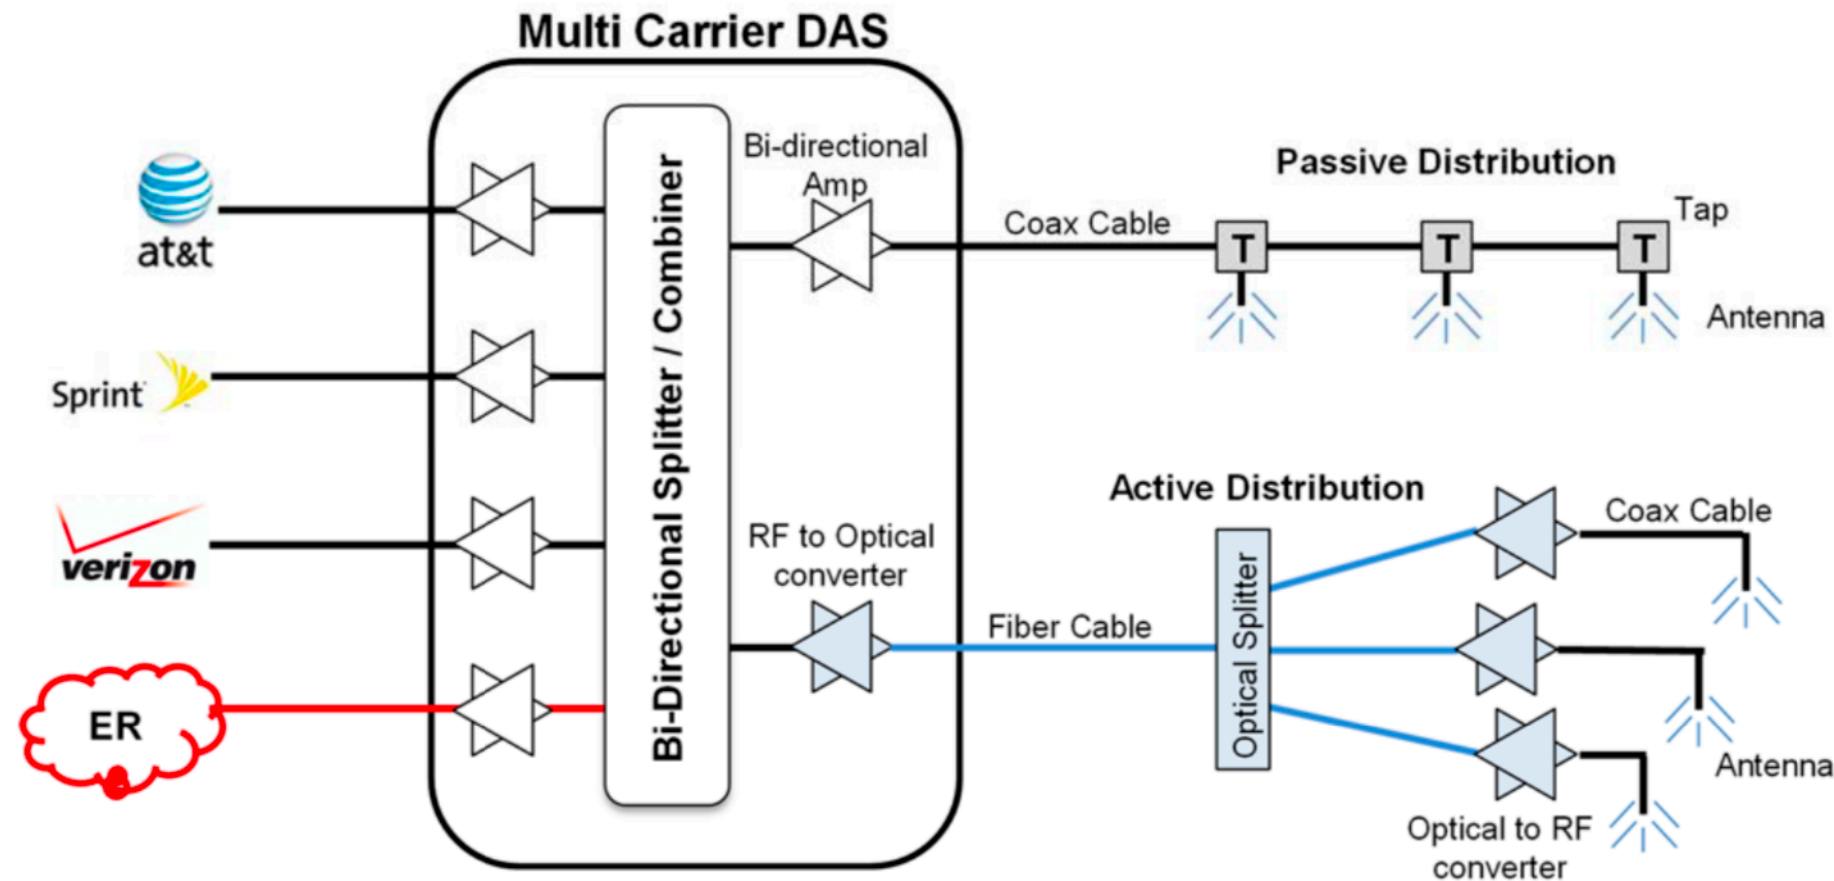 Multi Carrier DAS
at&t
Sprint
verizon
ER
Bi-Directional Splitter / Combiner
Bi-directional
Amp
RF to Optical
converter
Coax Cable
Passive Distribution
T
T
T
Tap
Antenna
Fiber Cable
Active Distribution
Optical Splitter
Coax Cable
Antenna
Optical to RF
converter